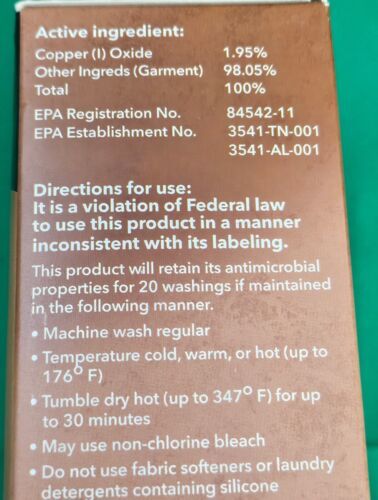 Active ingredient:
Copper (I) Oxide 1.95%
Other Ingreds (Garment) 98.05%
Total 100%
EPA Registration No. 84542-11
EPA Establishment No. 3541-TN-001
3541-AL-001
Directions for use:
It is a violation of Federal law
to use this product in a manner
inconsistent with its labeling.
This product will retain its antimicrobial
properties for 20 washings if maintained
in the following manner.
• Machine wash regular
• Temperature cold, warm, or hot (up to
176° F)
• Tumble dry hot (up to 347° F) for up
to 30 minutes
• May use non-chlorine bleach
• Do not use fabric softeners or laundry
detergents containing silicone